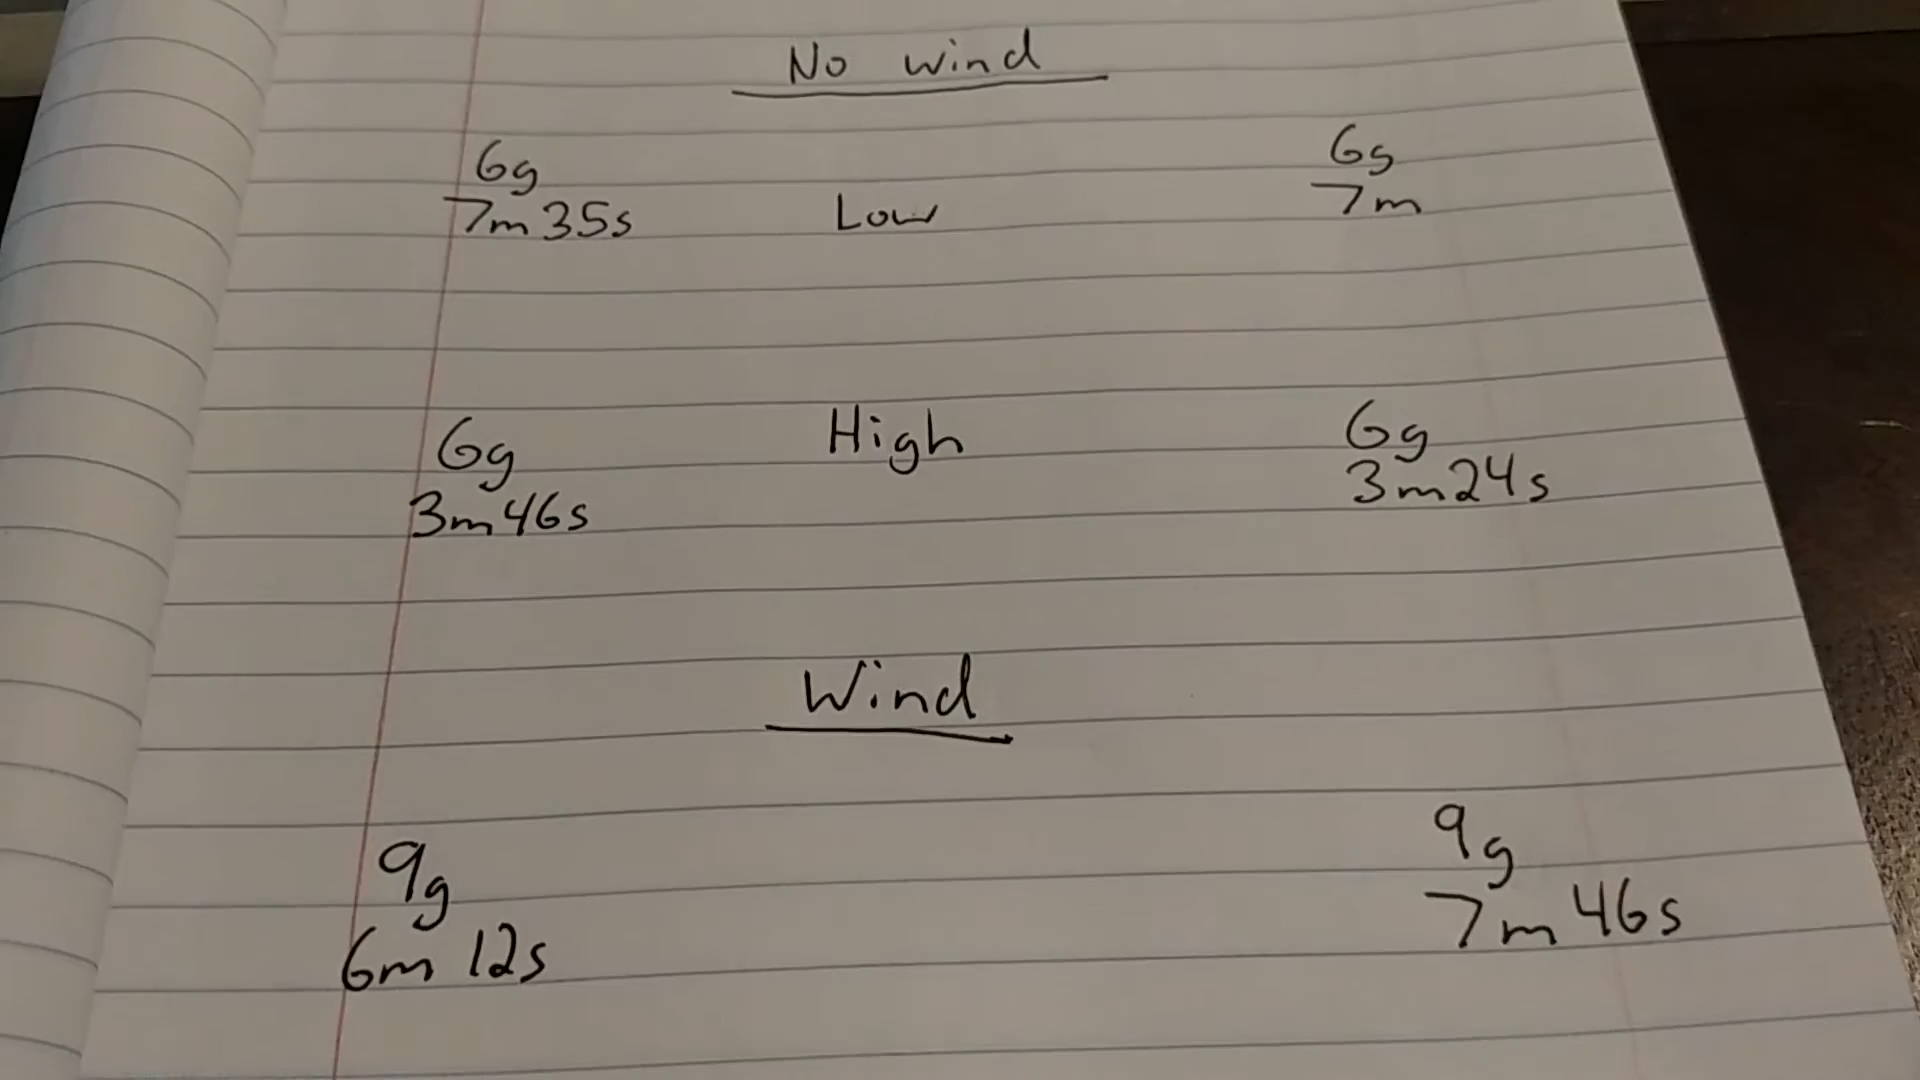 No wind
6g
7m 35s
Low
6g
7m
6g
3m 46s
High
6g
3m 24s
Wind
9g
6m 12s
9g
7m 46s